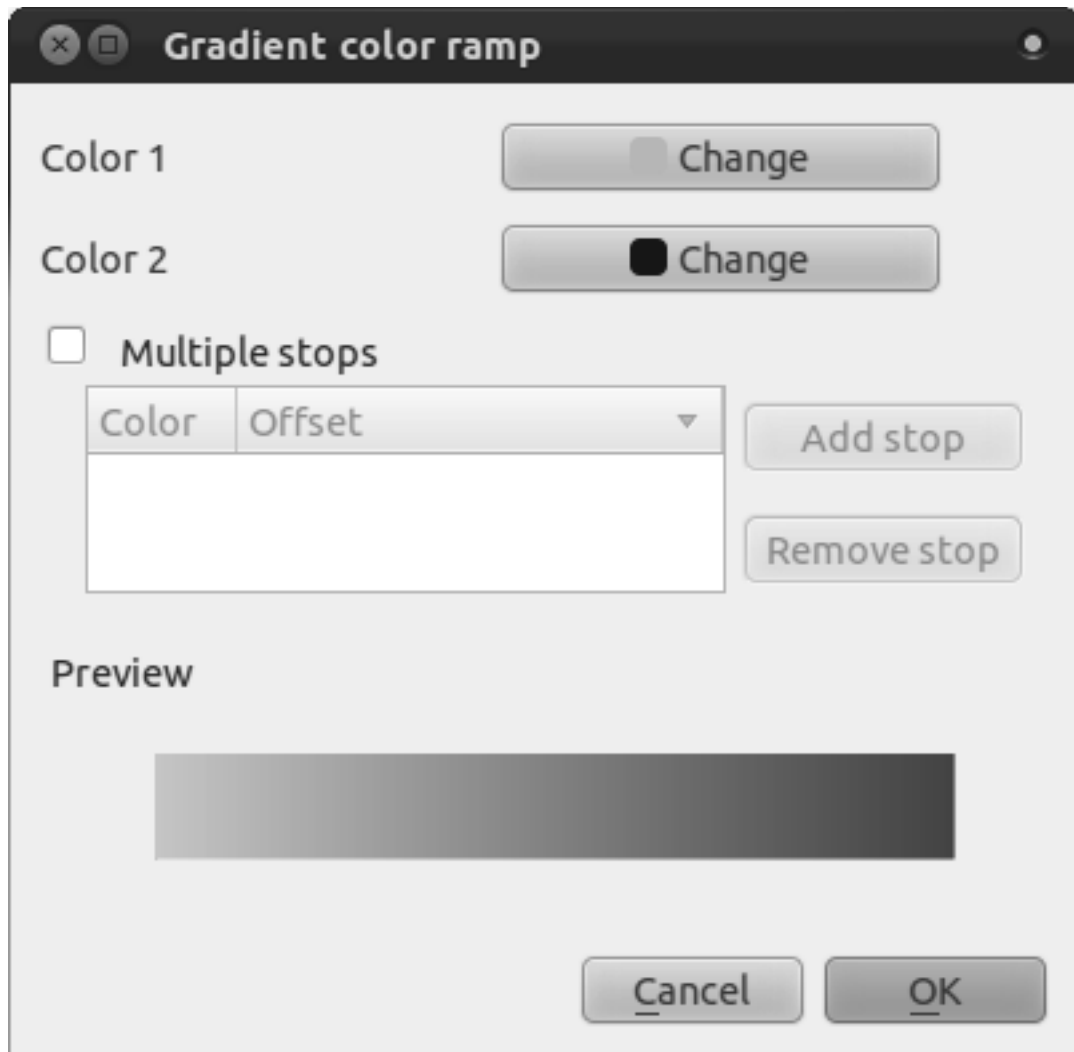 Gradient color ramp
Color 1 Change
Color 2 Change
Multiple stops
Color Offset
Add stop
Remove stop
Preview
Cancel OK